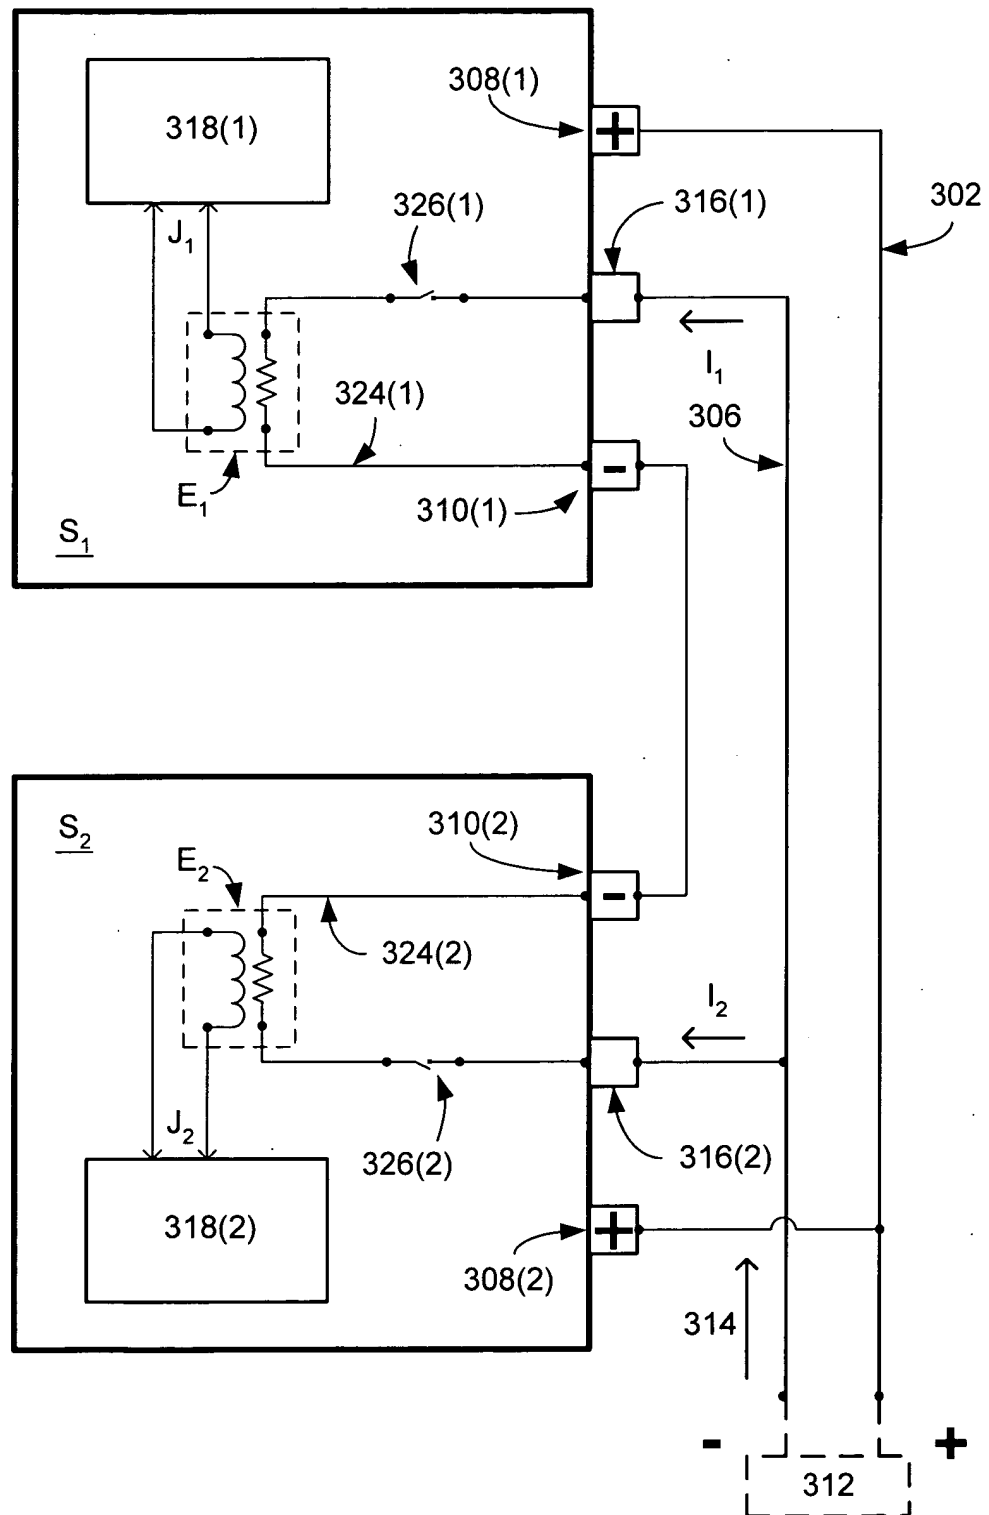 318(1)
308(1)
+
302
326(1)
316(1)
J₁
I₁
324(1)
306
-
E₁
310(1)
S₁
S₂
310(2)
E₂
-
324(2)
I₂
J₂
326(2)
316(2)
318(2)
+
308(2)
314
- +
312